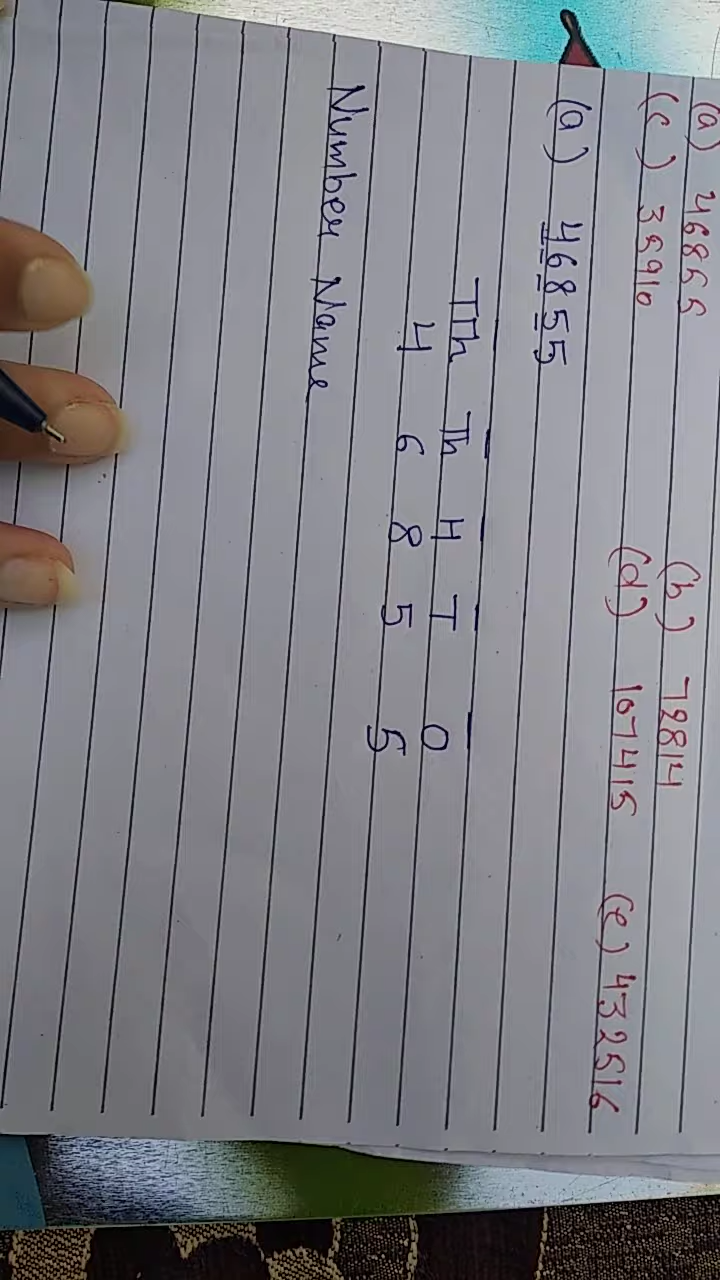 (a) 46855 (b) 72814
(c) 35910 (d) 107415 (e) 432516
(a) 46855
TTh Th H T O
4 6 8 5 5
Number Name